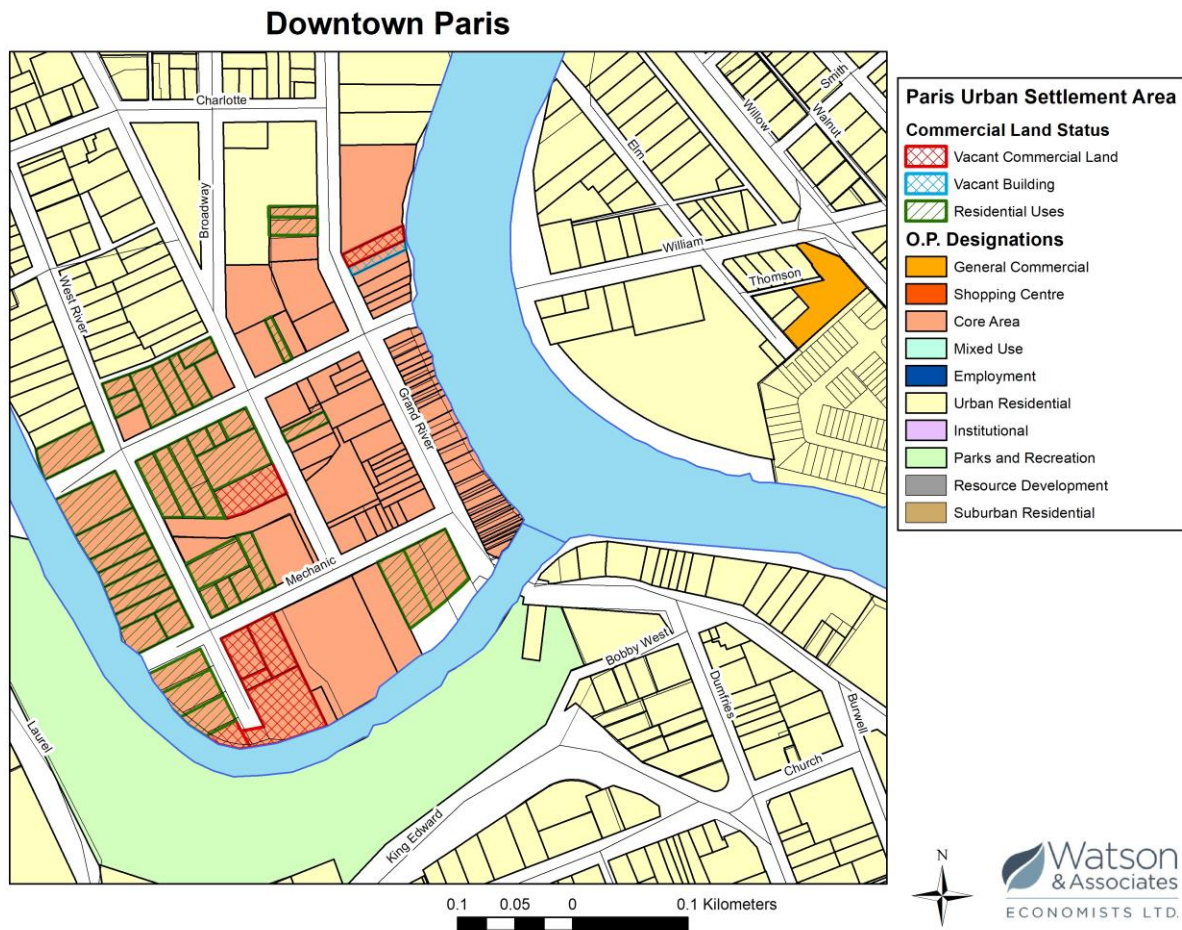 Downtown Paris
Charlotte
Broadway
West River
Grand River
Mechanic
Elm
Willow
Smith
Walnut
William
Thomson
Bobby West
Dumfries
Burwell
Church
King Edward
Laurel
Paris Urban Settlement Area
Commercial Land Status
Vacant Commercial Land
Vacant Building
Residential Uses
O.P. Designations
General Commercial
Shopping Centre
Core Area
Mixed Use
Employment
Urban Residential
Institutional
Parks and Recreation
Resource Development
Suburban Residential
0.1 0.05 0 0.1 Kilometers
N
Watson
& Associates
ECONOMISTS LTD.